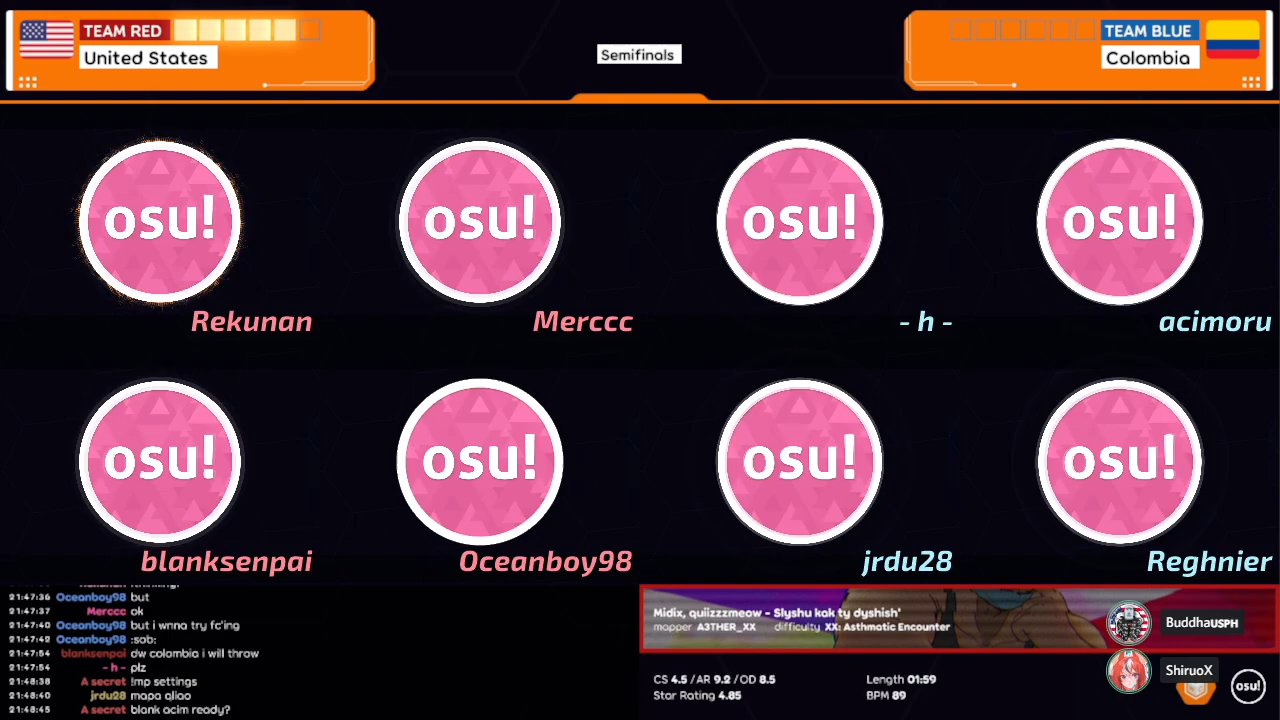 TEAM RED
United States
Semifinals
TEAM BLUE
Colombia
osu!
osu!
osu!
osu!
Rekunan
Merccc
- h -
acimoru
osu!
osu!
osu!
osu!
blanksenpai
Oceanboy98
jrdu28
Reghnier
21:47:36 Oceanboy98 but
21:47:37 Merccc ok
21:47:40 Oceanboy98 but i wnna try fc'ing
21:47:42 Oceanboy98 :sob:
21:47:54 blanksenpai dw colombia i will throw
21:47:54 - h - plz
21:48:38 A secret !mp settings
21:48:40 jrdu28 mapa qliao
21:48:45 A secret blank acim ready?
Midix, quiizzzmeow - Slyshu kak ty dyshish'
mapper A3THER_XX difficulty XX: Asthmatic Encounter
BuddhaUSPH
ShiruoX
CS 4.5 / AR 9.2 / OD 8.5
Star Rating 4.85
Length 01:59
BPM 89
osu!